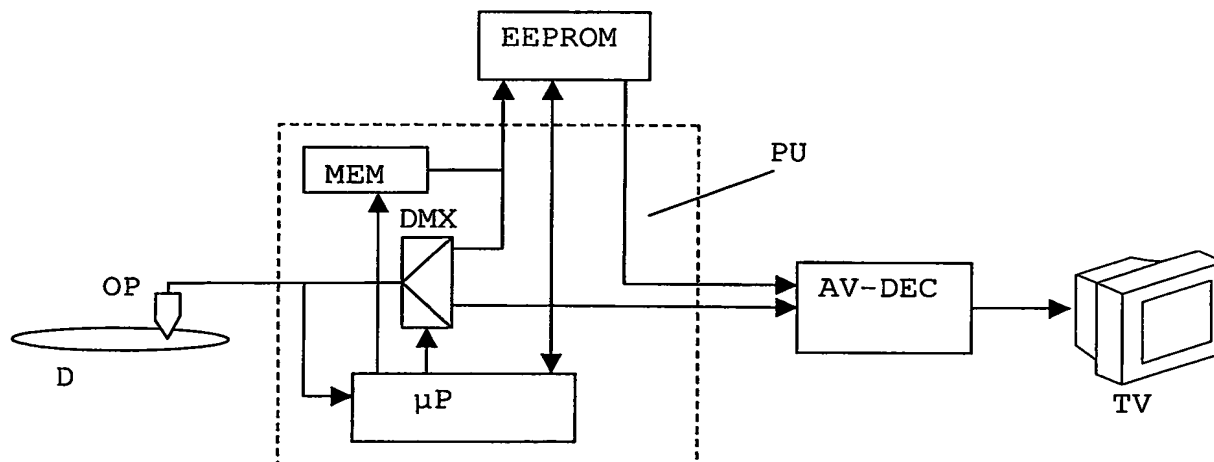 EEPROM
PU
MEM
DMX
OP
AV-DEC
D
µP
TV